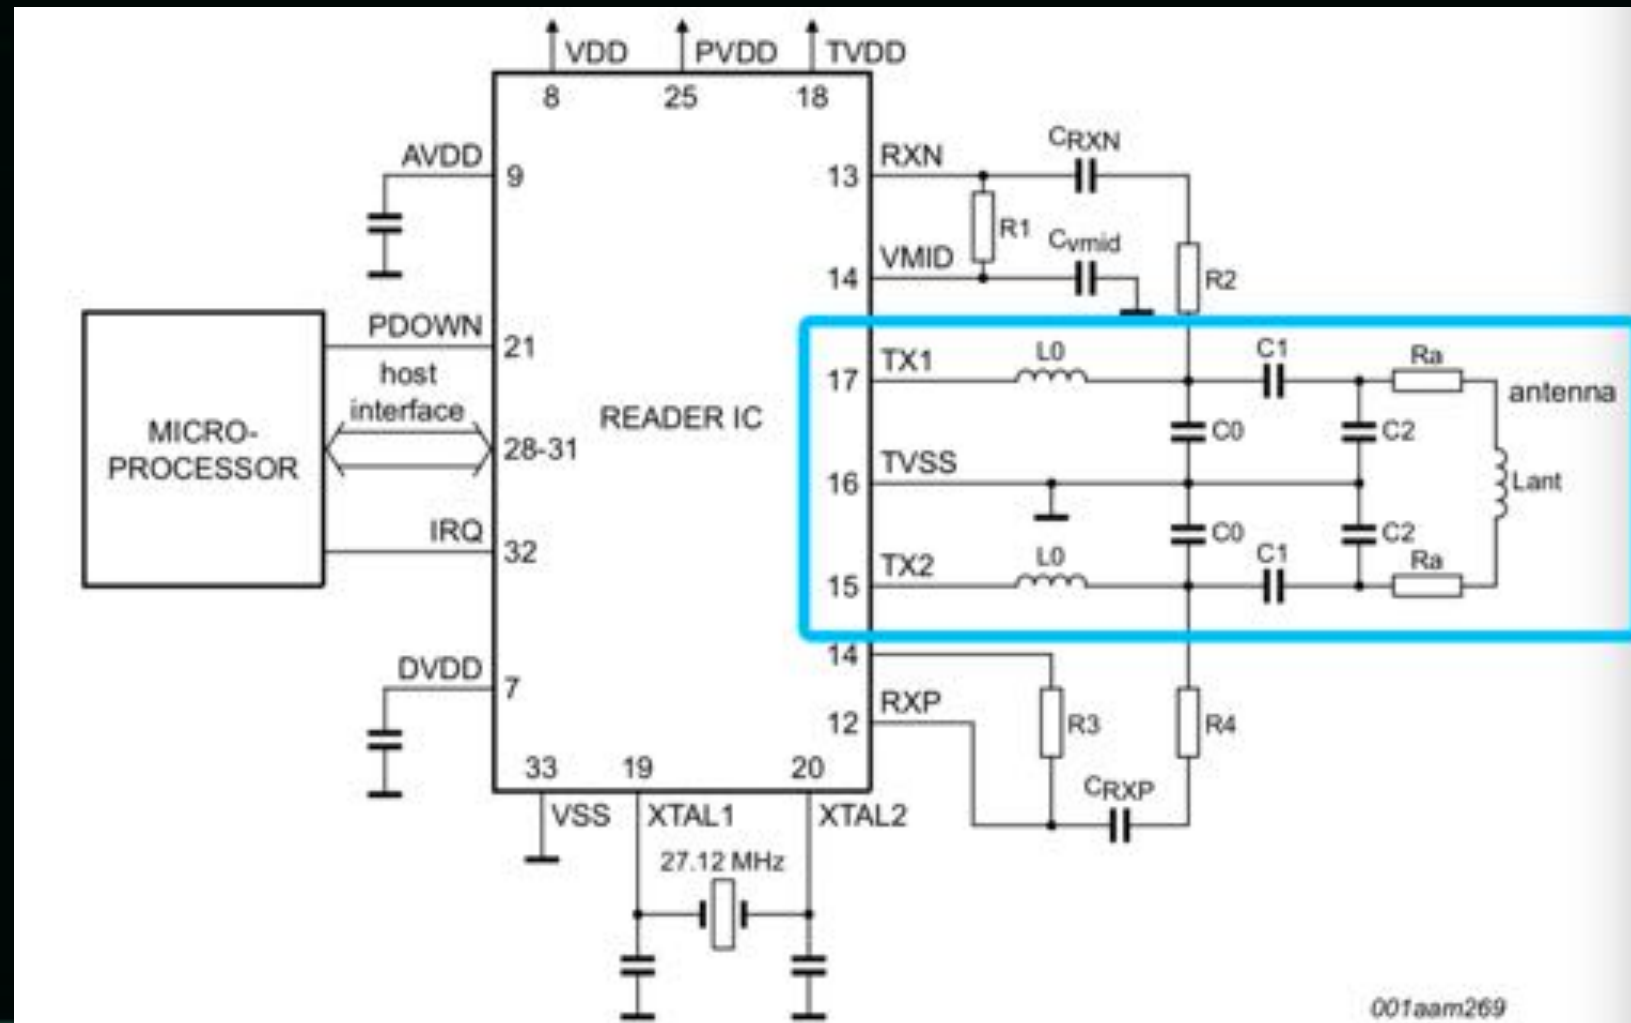 VDD
PVDD
TVDD
8
25
18
AVDD
9
13
RXN
CRXN
R1
VMID
14
Cvmid
R2
PDOWN
21
host
interface
MICRO-
PROCESSOR
READER IC
28-31
IRQ
32
17
TX1
L0
C1
Ra
antenna
C0
C2
TVSS
16
Lant
C0
C2
TX2
15
L0
C1
Ra
14
DVDD
7
RXP
12
R3
R4
CRXP
33
19
20
VSS
XTAL1
XTAL2
27.12 MHz
001aam269